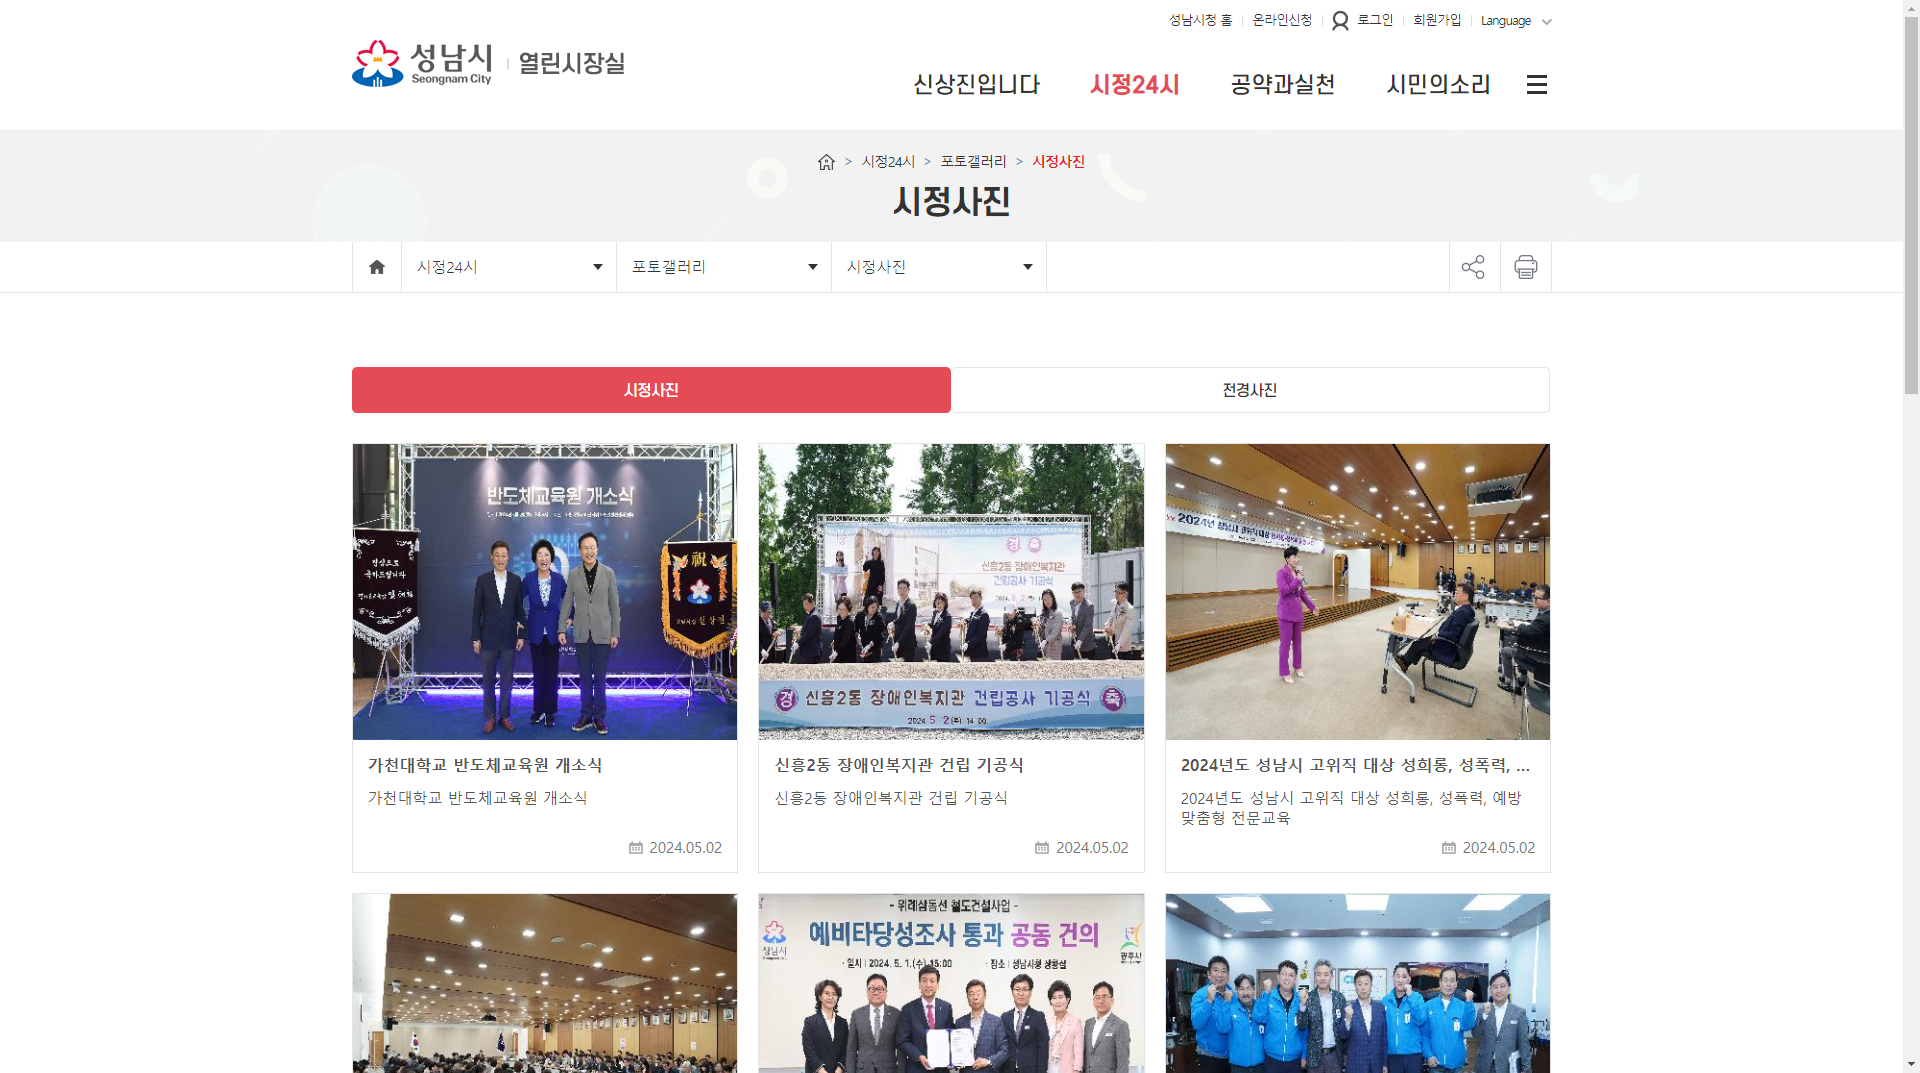 성남시청 홈
온라인신청
로그인
회원가입
Language
성남시
Seongnam City
열린시장실
신상진입니다
시정24시
공약과실천
시민의소리
> 시정24시 > 포토갤러리 > 시정사진
시정사진
시정24시
포토갤러리
시정사진
시정사진
전경사진
반도체교육원 개소식
祝
가천대학교 반도체교육원 개소식
가천대학교 반도체교육원 개소식
2024.05.02
경 축
신흥2동 장애인복지관
건립공사 기공식
경 신흥2동 장애인복지관 건립공사 기공식 축
2024. 5. 2(목) 14:00
신흥2동 장애인복지관 건립 기공식
신흥2동 장애인복지관 건립 기공식
2024.05.02
2024년 성남시 고위직 대상
2024년도 성남시 고위직 대상 성희롱, 성폭력, ...
2024년도 성남시 고위직 대상 성희롱, 성폭력, 예방
맞춤형 전문교육
2024.05.02
- 위례삼동선 철도건설사업 -
예비타당성조사 통과 공동 건의
· 일시 | 2024. 5. 1.(수) 15:00 · 장소 | 성남시청 상황실
성남시
광주시